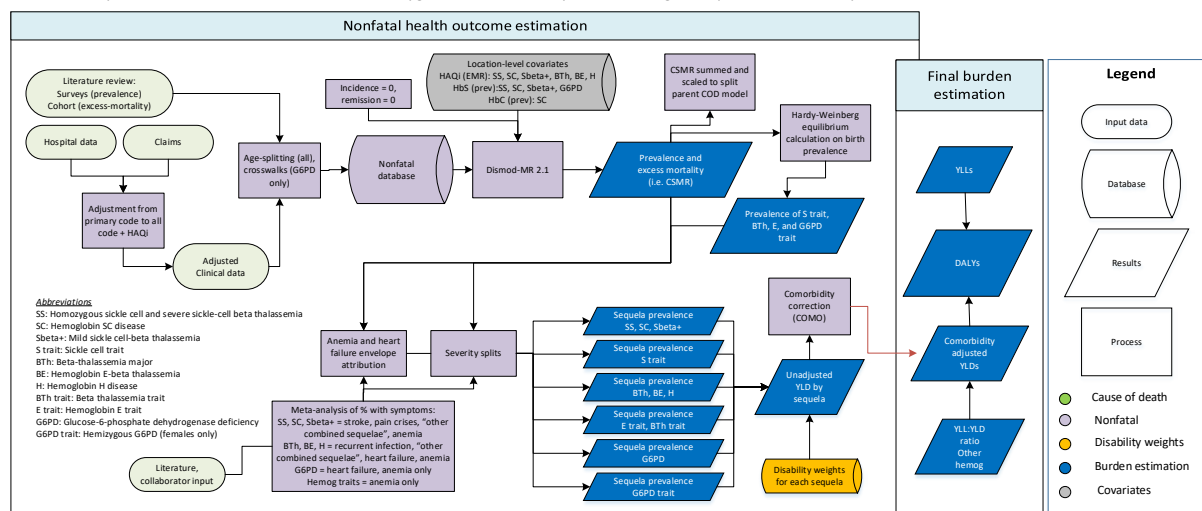 Nonfatal health outcome estimation
Literature review:
Surveys (prevalence)
Cohort (excess-mortality)
Hospital data
Claims
Adjustment from
primary code to all
code + HAQi
Adjusted
Clinical data
Age-splitting (all),
crosswalks (G6PD
only)
Incidence = 0,
remission = 0
Nonfatal
database
Location-level covariates
HAQi (EMR): SS, SC, Sbeta+, BTh, BE, H
HbS (prev):SS, SC, Sbeta+, G6PD
HbC (prev): SC
Dismod-MR 2.1
Prevalence and
excess mortality
(i.e. CSMR)
CSMR summed and
scaled to split
parent COD model
Hardy-Weinberg
equilibrium
calculation on birth
prevalence
Prevalence of S trait,
BTh, E, and G6PD
trait
Abbreviations
SS: Homozygous sickle cell and severe sickle-cell beta thalassemia
SC: Hemoglobin SC disease
Sbeta+: Mild sickle cell-beta thalassemia
S trait: Sickle cell trait
BTh: Beta-thalassemia major
BE: Hemoglobin E-beta thalassemia
H: Hemoglobin H disease
BTh trait: Beta thalassemia trait
E trait: Hemoglobin E trait
G6PD: Glucose-6-phosphate dehydrogenase deficiency
G6PD trait: Hemizygous G6PD (females only)
Literature,
collaborator input
Anemia and heart
failure envelope
attribution
Severity splits
Meta-analysis of % with symptoms:
SS, SC, Sbeta+ = stroke, pain crises, "other
combined sequelae", anemia
BTh, BE, H = recurrent infection, "other
combined sequelae", heart failure, anemia
G6PD = heart failure, anemia only
Hemog traits = anemia only
Sequela prevalence
SS, SC, Sbeta+
Sequela prevalence
S trait
Sequela prevalence
BTh, BE, H
Sequela prevalence
E trait, BTh trait
Sequela prevalence
G6PD
Sequela prevalence
G6PD trait
Comorbidity
correction
(COMO)
Unadjusted
YLD by
sequela
Disability weights
for each sequela
Final burden
estimation
YLLs
DALYs
Comorbidity
adjusted
YLDs
YLL:YLD
ratio
Other
hemog
Legend
Input data
Database
Results
Process
Cause of death
Nonfatal
Disability weights
Burden estimation
Covariates